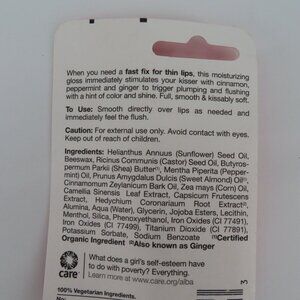 When you need a fast fix for thin lips, this moisturizing
gloss immediately stimulates your kisser with cinnamon,
peppermint and ginger to trigger plumping and flushing
with a hint of color and shine. Full, smooth & kissably soft.
To Use: Smooth directly over lips as needed and
immediately feel the flush.
Caution: For external use only. Avoid contact with eyes.
Keep out of reach of children.
Ingredients: Helianthus Annuus (Sunflower) Seed Oil,
Beeswax, Ricinus Communis (Castor) Seed Oil, Butyros-
permum Parkii (Shea) Butter, Mentha Piperita (Pepper-
mint) Oil, Prunus Amygdalus Dulcis (Sweet Almond) Oil,
Cinnamomum Zeylanicum Bark Oil, Zea mays (Corn) Oil,
Camellia Sinensis Leaf Extract, Capsicum Frutescens
Extract, Hedychium Coronarium Root Extract,
Alumina, Aqua (Water), Glycerin, Jojoba Esters, Lecithin,
Menthol, Silica, Phenoxyethanol, Iron Oxides (CI 77491),
Iron Oxides (CI 77499), Titanium Dioxide (CI 77891),
Potassium Sorbate, Sodium Benzoate Certified
Organic Ingredient Also known as Ginger
What does a girl's self-esteem have
to do with poverty? Everything.
Learn more at
www.care.org/alba
care
3
100% Vegetarian Ingredients.